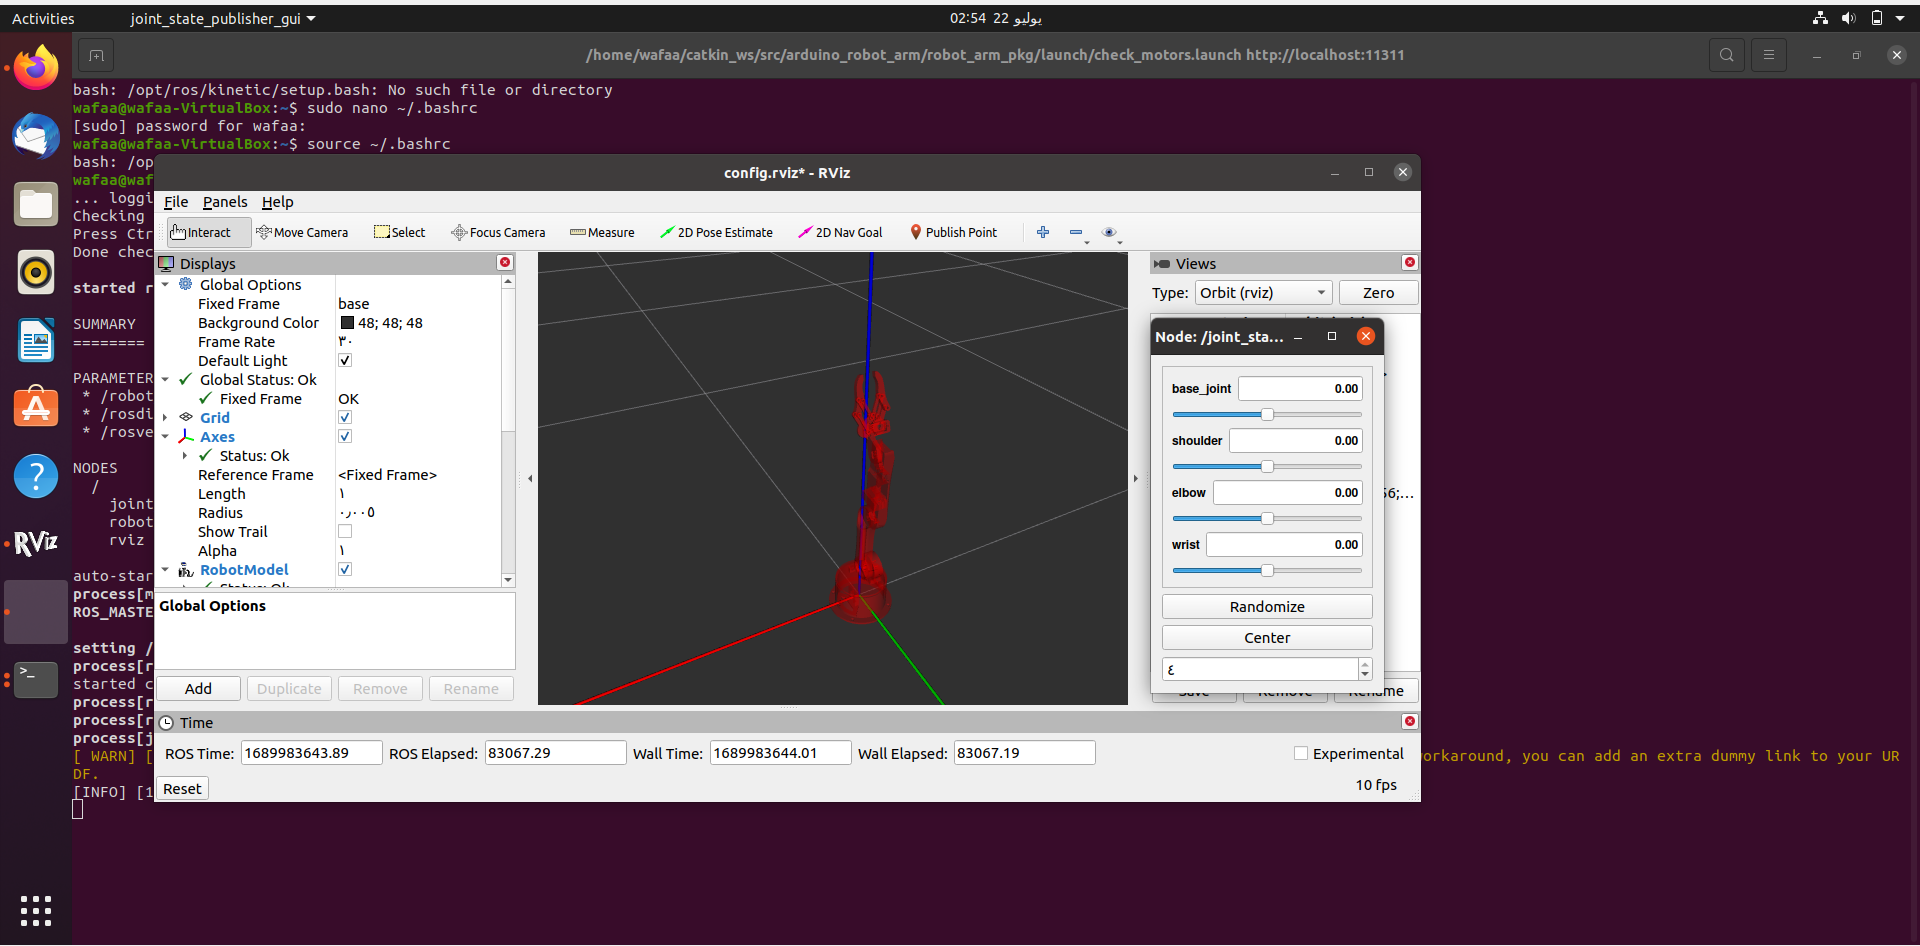 Activities
joint_state_publisher_gui
02:54 22 يوليو
/home/wafaa/catkin_ws/src/arduino_robot_arm/robot_arm_pkg/launch/check_motors.launch http://localhost:11311
bash: /opt/ros/kinetic/setup.bash: No such file or directory
wafaa@wafaa-VirtualBox:~$ sudo nano ~/.bashrc
[sudo] password for wafaa:
wafaa@wafaa-VirtualBox:~$ source ~/.bashrc
bash: /op
wafaa@waf
... loggi
Checking
Press Ctr
Done chec
started r
SUMMARY
========
PARAMETER
* /robot
* /rosdi
* /rosve
NODES
/
joint
robot
rviz
auto-star
process[m
ROS_MASTE
setting /
process[r
started c
process[r
process[r
process[j
[ WARN] [
orkaround, you can add an extra dummy link to your UR
DF.
[INFO] [1
RViz
config.rviz* - RViz
File Panels Help
Interact Move Camera Select Focus Camera Measure 2D Pose Estimate 2D Nav Goal Publish Point
Displays
Global Options
Fixed Frame base
Background Color 48; 48; 48
Frame Rate ٣٠
Default Light
Global Status: Ok
Fixed Frame OK
Grid
Axes
Status: Ok
Reference Frame <Fixed Frame>
Length ١
Radius ٠٫٠٠٥
Show Trail
Alpha ١
RobotModel
Status: Ok
Global Options
Add Duplicate Remove Rename
Views
Type: Orbit (rviz) Zero
56;...
Save Remove Rename
Node: /joint_sta...
base_joint 0.00
shoulder 0.00
elbow 0.00
wrist 0.00
Randomize
Center
٤
Time
ROS Time: 1689983643.89 ROS Elapsed: 83067.29 Wall Time: 1689983644.01 Wall Elapsed: 83067.19 Experimental
Reset
10 fps